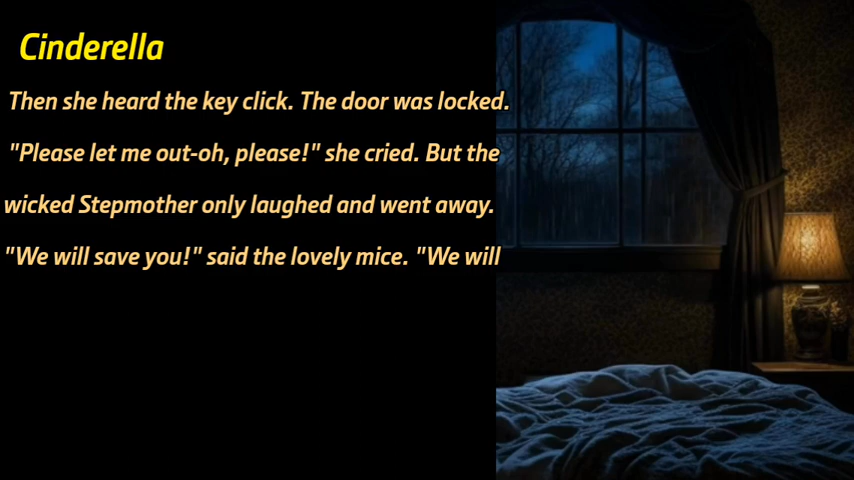 Cinderella
Then she heard the key click. The door was locked.
"Please let me out-oh, please!" she cried. But the
wicked Stepmother only laughed and went away.
"We will save you!" said the lovely mice. "We will